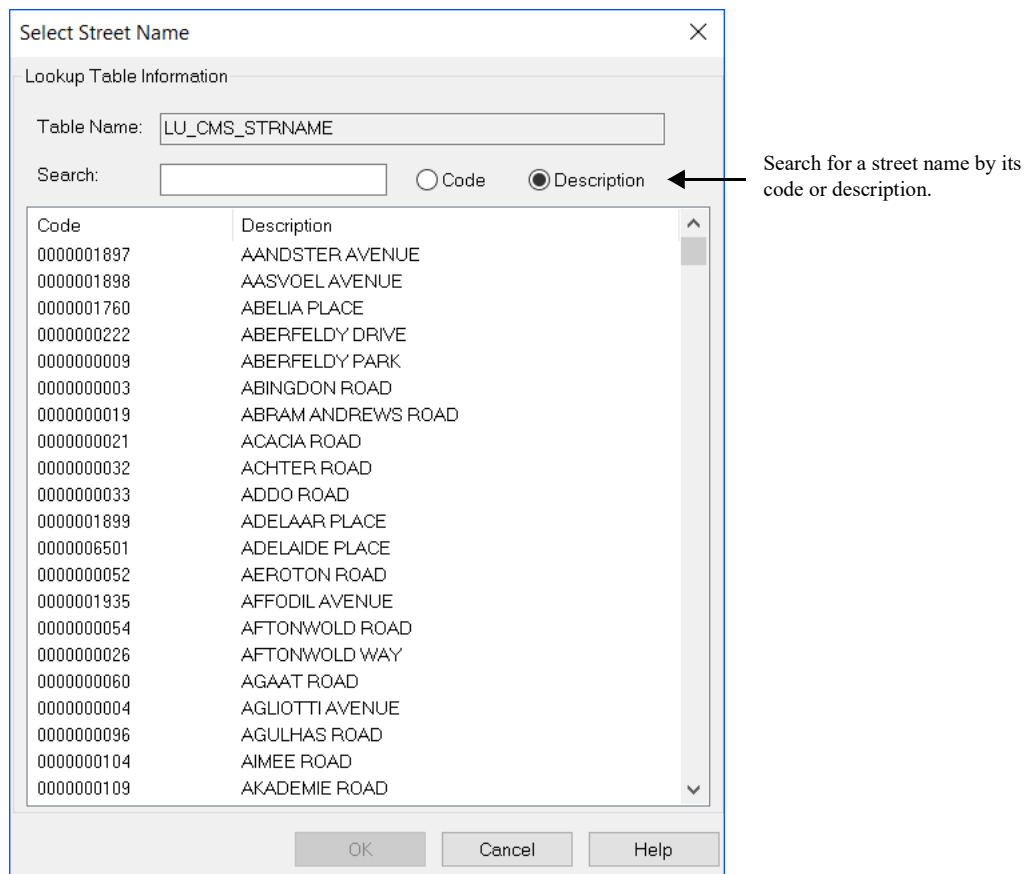 Select Street Name
Lookup Table Information
Table Name: LU_CMS_STRNAME
Search: Code Description
Search for a street name by its
code or description.
Code Description
0000001897 AANDSTER AVENUE
0000001898 AASVOEL AVENUE
0000001760 ABELIA PLACE
0000000222 ABERFELDY DRIVE
0000000009 ABERFELDY PARK
0000000003 ABINGDON ROAD
0000000019 ABRAM ANDREWS ROAD
0000000021 ACACIA ROAD
0000000032 ACHTER ROAD
0000000033 ADDO ROAD
0000001899 ADELAAR PLACE
0000006501 ADELAIDE PLACE
0000000052 AEROTON ROAD
0000001935 AFFODIL AVENUE
0000000054 AFTONWOLD ROAD
0000000026 AFTONWOLD WAY
0000000060 AGAAT ROAD
0000000004 AGLIOTTI AVENUE
0000000096 AGULHAS ROAD
0000000104 AIMEE ROAD
0000000109 AKADEMIE ROAD
OK Cancel Help